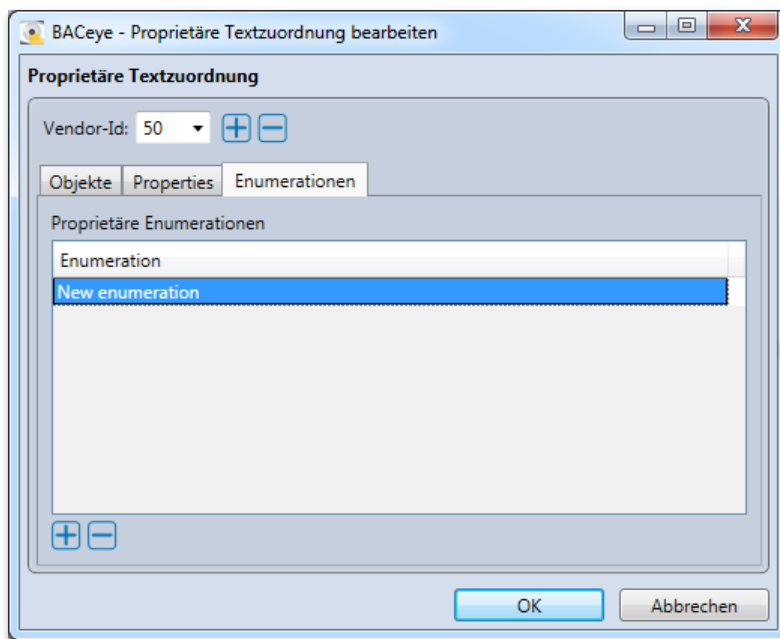 BACeye - Proprietäre Textzuordnung bearbeiten
Proprietäre Textzuordnung
Vendor-Id: 50
Objekte Properties Enumerationen
Proprietäre Enumerationen
Enumeration
New enumeration
OK Abbrechen